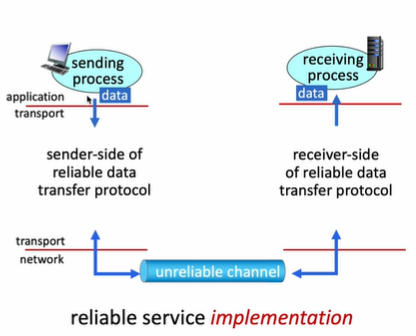 sending
process
data
receiving
process
data
application
transport
sender-side of
reliable data
transfer protocol
receiver-side
of reliable data
transfer protocol
transport
network
unreliable channel
reliable service implementation